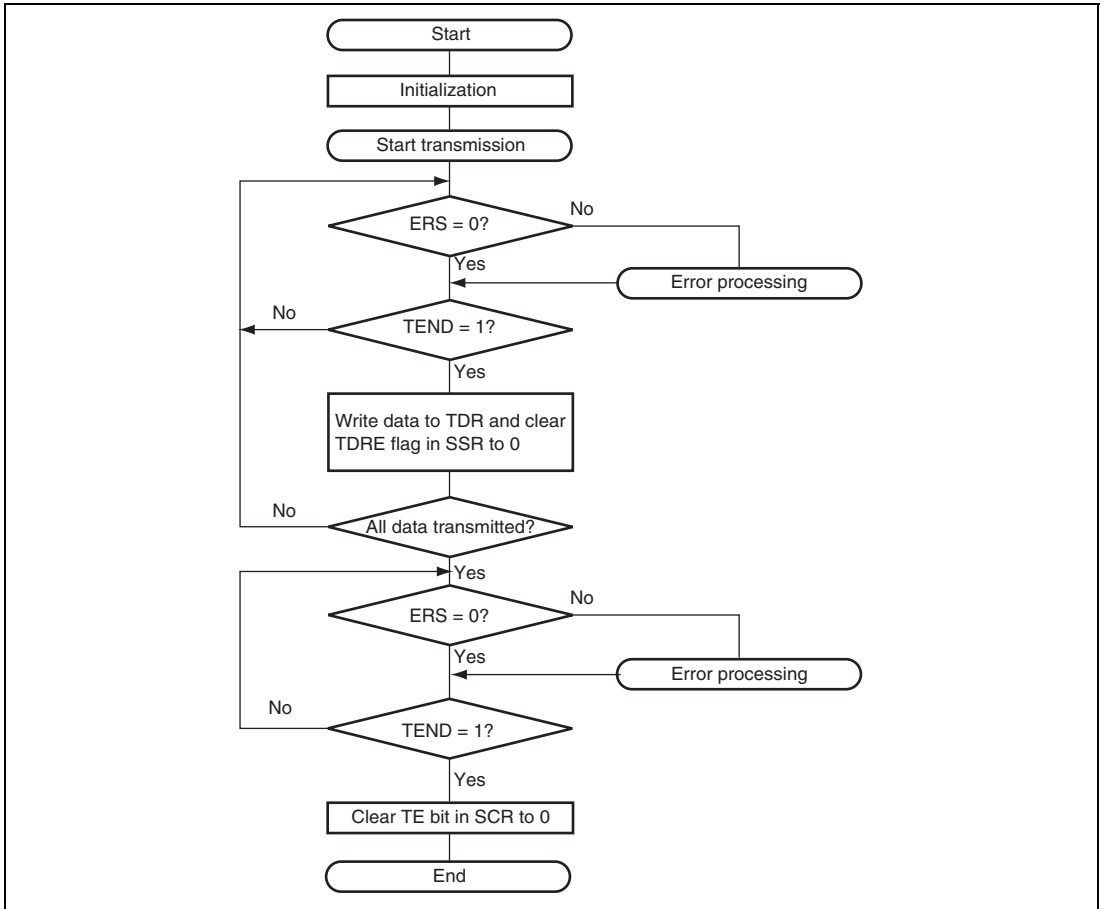 Start
Initialization
Start transmission
ERS = 0?
No
Yes
Error processing
No
TEND = 1?
Yes
Write data to TDR and clear
TDRE flag in SSR to 0
No
All data transmitted?
Yes
ERS = 0?
No
Yes
Error processing
No
TEND = 1?
Yes
Clear TE bit in SCR to 0
End